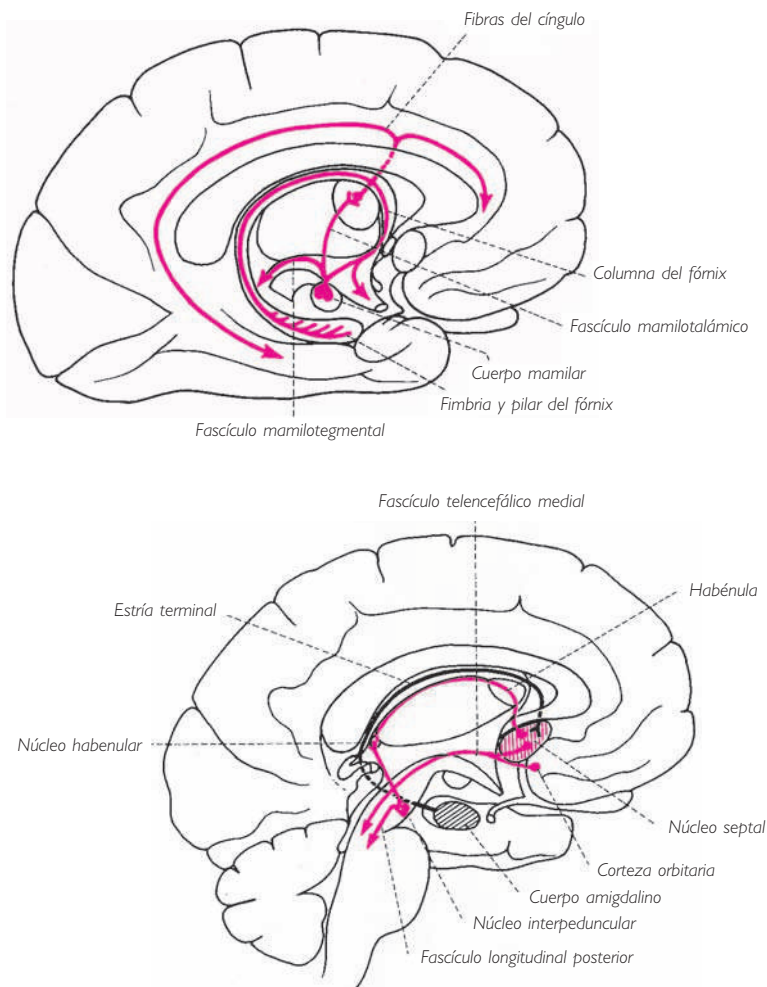 Fibras del cíngulo
Columna del fórnix
Fascículo mamilotalámico
Cuerpo mamilar
Fimbria y pilar del fórnix
Fascículo mamilotegmental
Fascículo telencefálico medial
Habénula
Estría terminal
Núcleo habenular
Núcleo septal
Corteza orbitaria
Cuerpo amigdalino
Núcleo interpeduncular
Fascículo longitudinal posterior